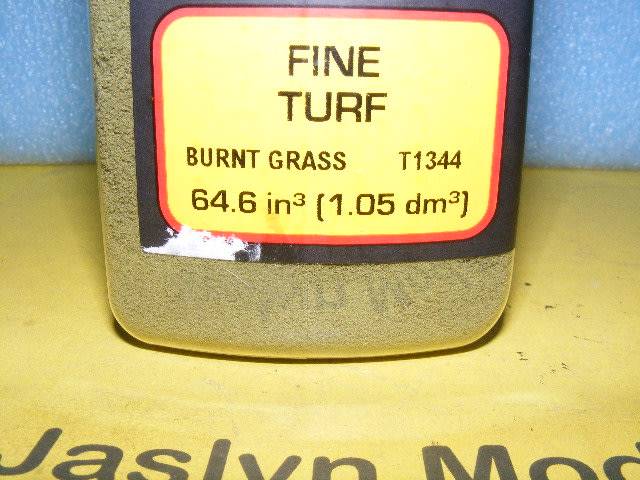 FINE
TURF
BURNT GRASS T1344
64.6 in³ (1.05 dm³)
Jaslyn Mod